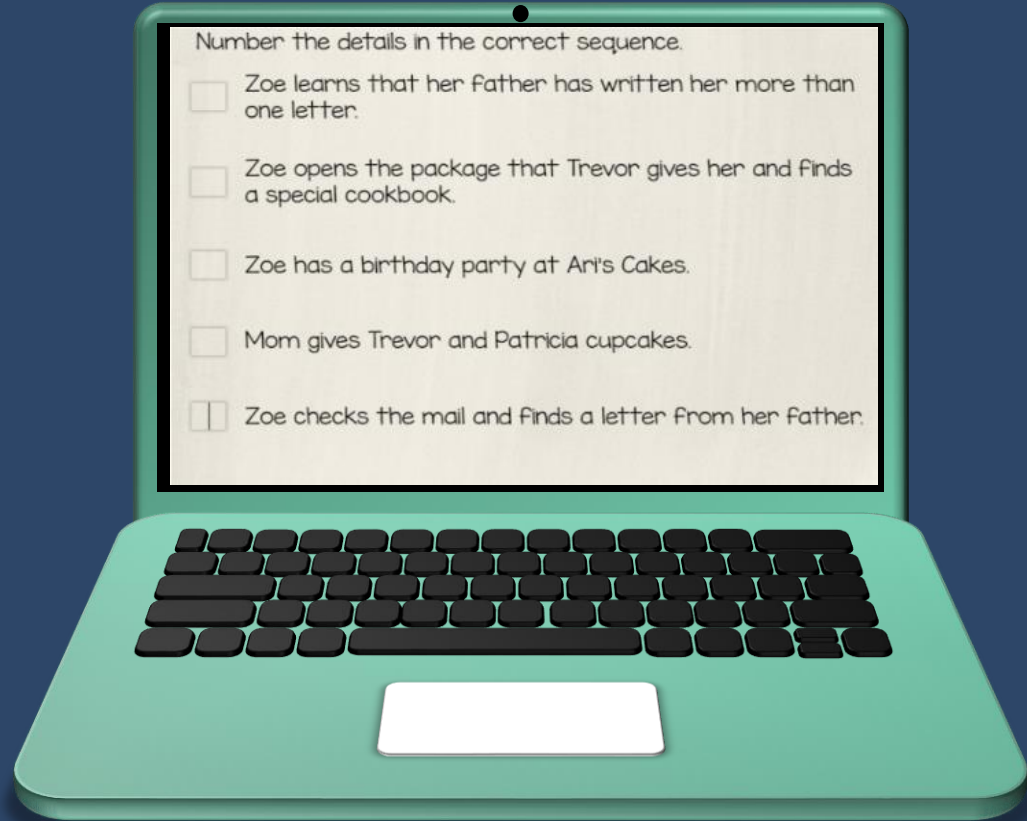 Number the details in the correct sequence.
Zoe learns that her father has written her more than
one letter.
Zoe opens the package that Trevor gives her and finds
a special cookbook.
Zoe has a birthday party at Ari's Cakes.
Mom gives Trevor and Patricia cupcakes.
Zoe checks the mail and finds a letter from her father.